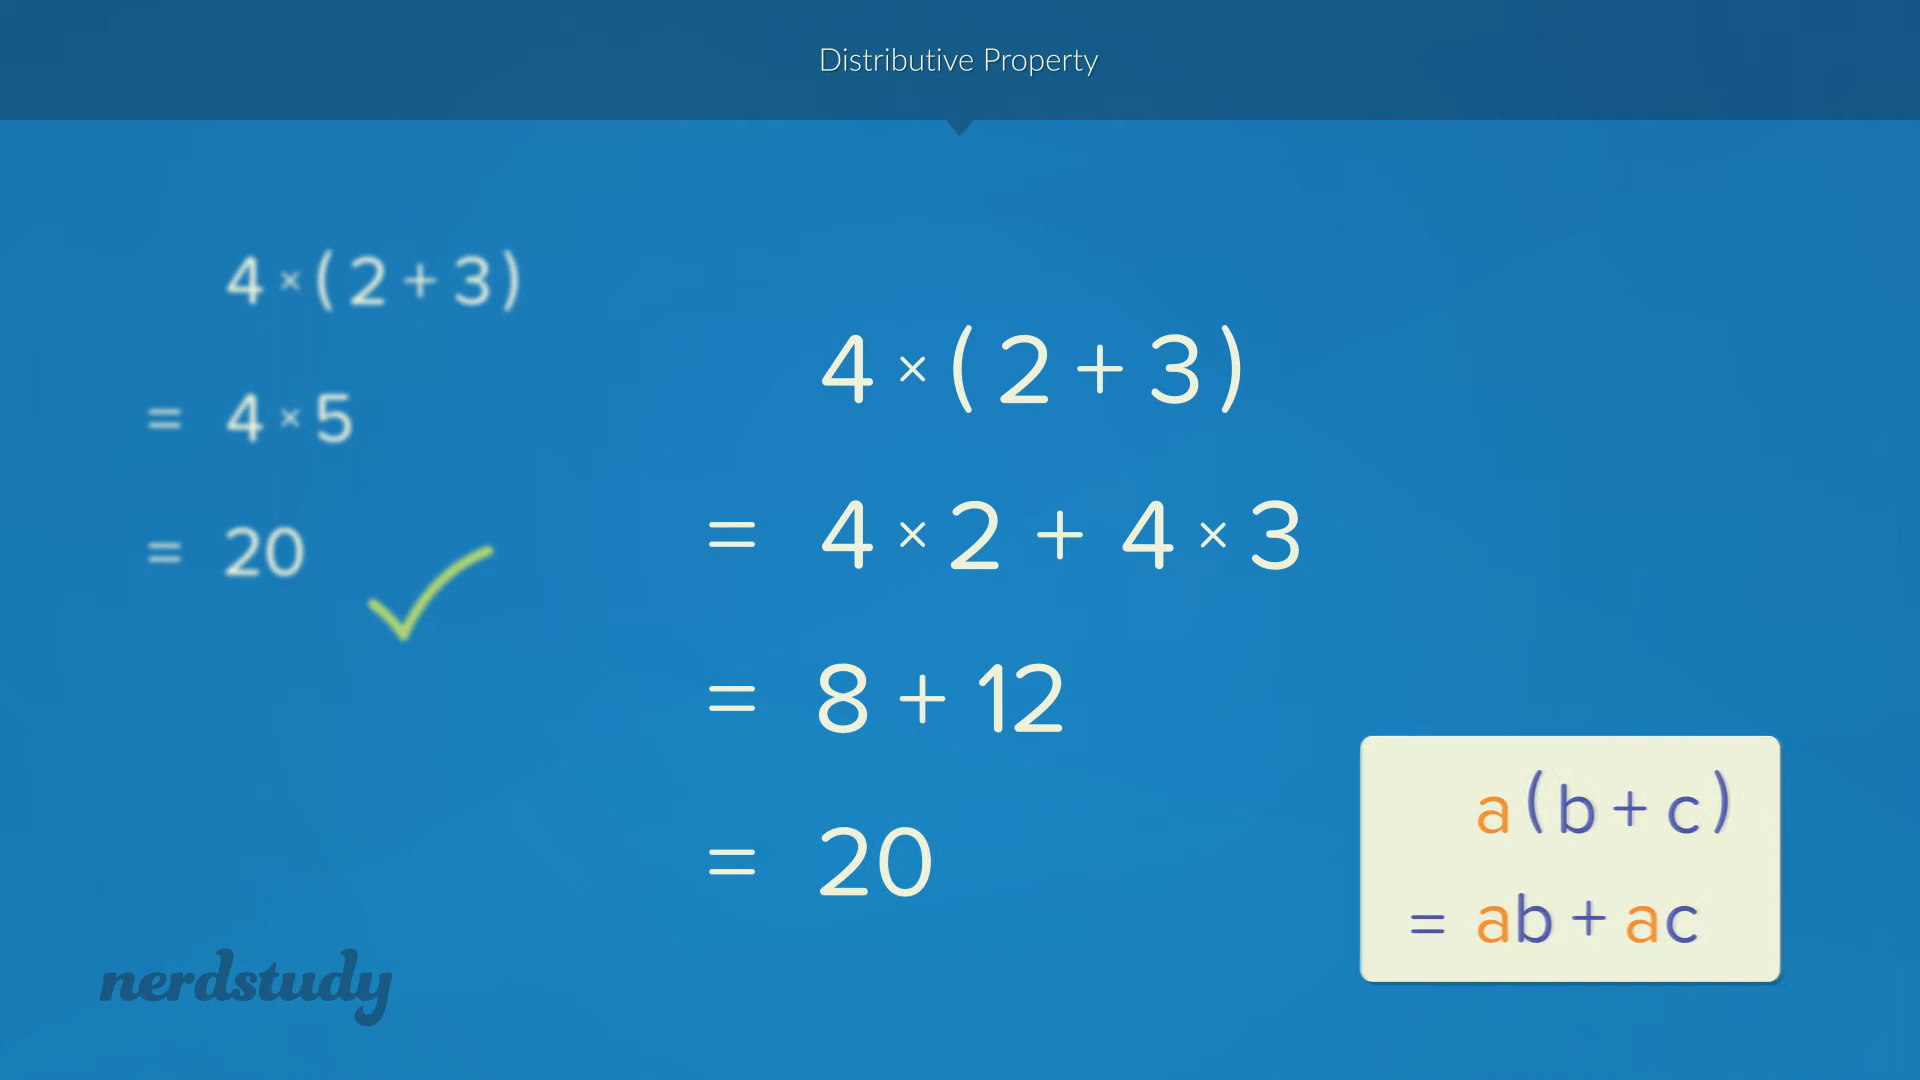 Distributive Property
4 × ( 2 + 3 )
= 4 × 5
= 20
4 × ( 2 + 3 )
= 4 × 2 + 4 × 3
= 8 + 12
= 20
a ( b + c )
= ab + ac
nerdstudy